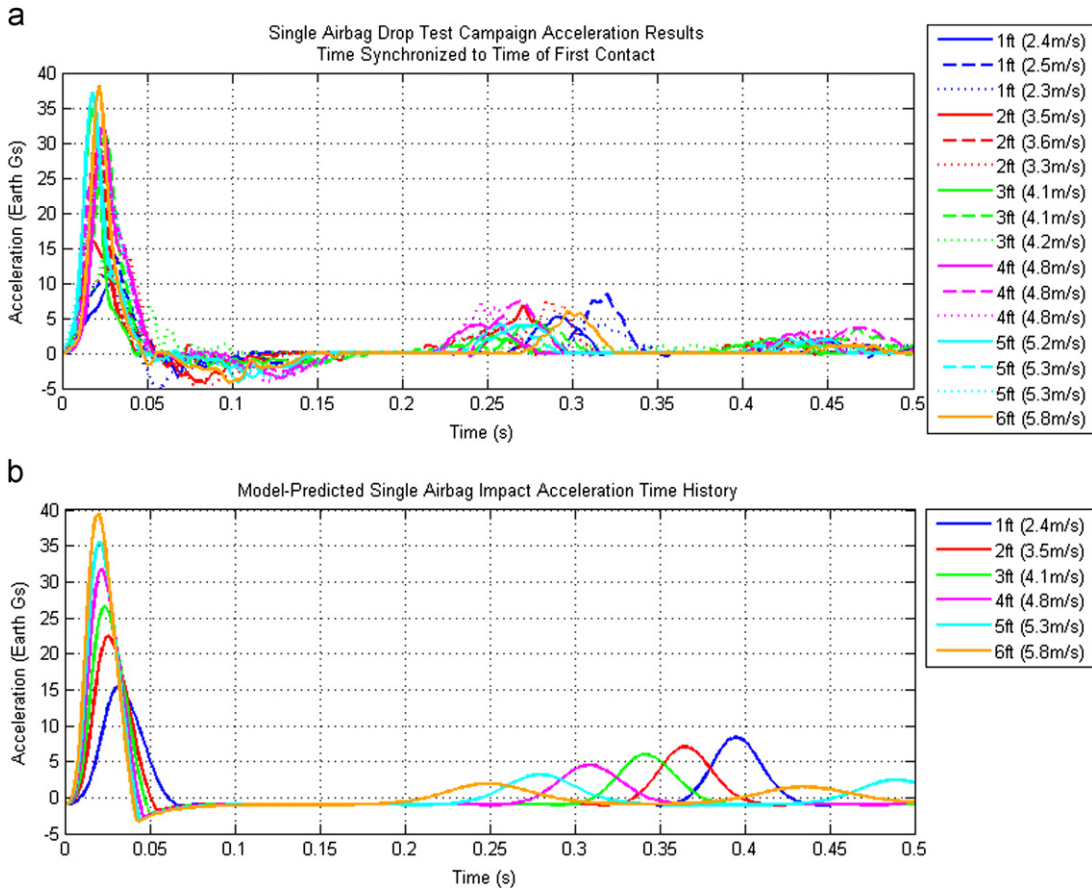 a
Single Airbag Drop Test Campaign Acceleration Results
Time Synchronized to Time of First Contact
Acceleration (Earth Gs)
40
35
30
25
20
15
10
5
0
-5
0 0.05 0.1 0.15 0.2 0.25 0.3 0.35 0.4 0.45 0.5
Time (s)
1ft (2.4m/s)
1ft (2.5m/s)
1ft (2.3m/s)
2ft (3.5m/s)
2ft (3.6m/s)
2ft (3.3m/s)
3ft (4.1m/s)
3ft (4.1m/s)
3ft (4.2m/s)
4ft (4.8m/s)
4ft (4.8m/s)
4ft (4.8m/s)
5ft (5.2m/s)
5ft (5.3m/s)
5ft (5.3m/s)
6ft (5.8m/s)
b
Model-Predicted Single Airbag Impact Acceleration Time History
Acceleration (Earth Gs)
40
35
30
25
20
15
10
5
0
-5
0 0.05 0.1 0.15 0.2 0.25 0.3 0.35 0.4 0.45 0.5
Time (s)
1ft (2.4m/s)
2ft (3.5m/s)
3ft (4.1m/s)
4ft (4.8m/s)
5ft (5.3m/s)
6ft (5.8m/s)